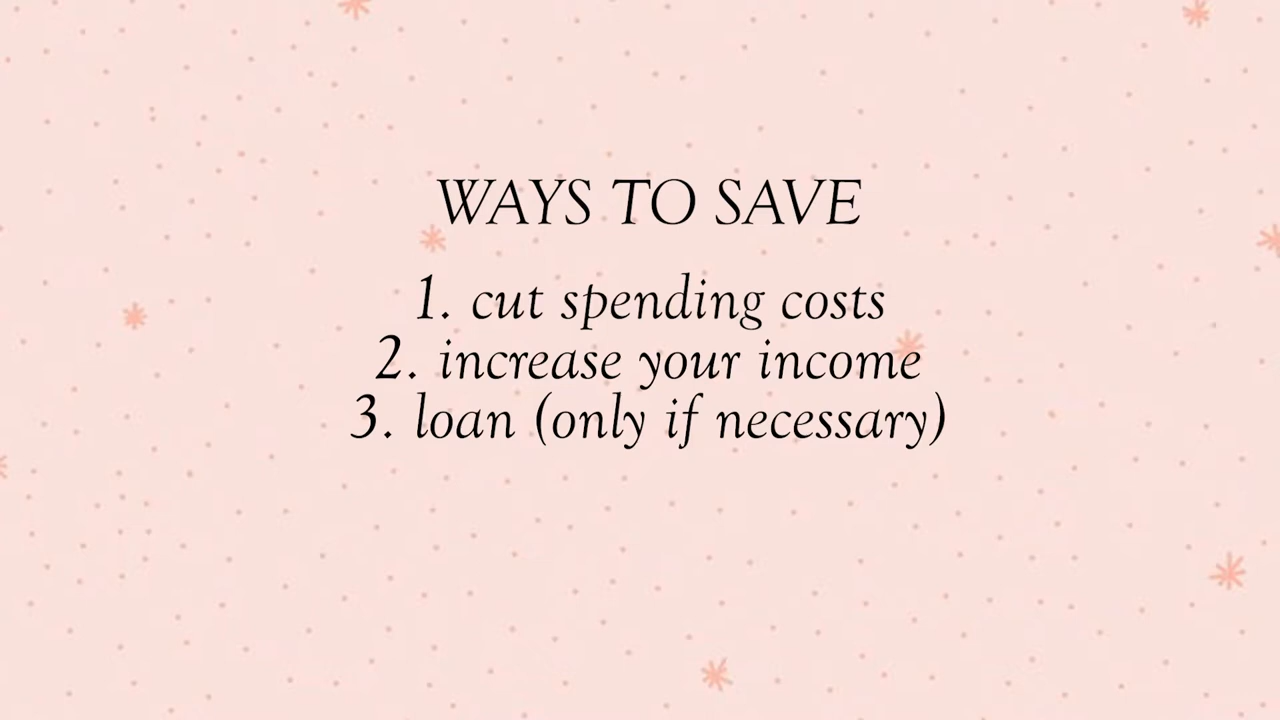 WAYS TO SAVE
1. cut spending costs
2. increase your income
3. loan (only if necessary)